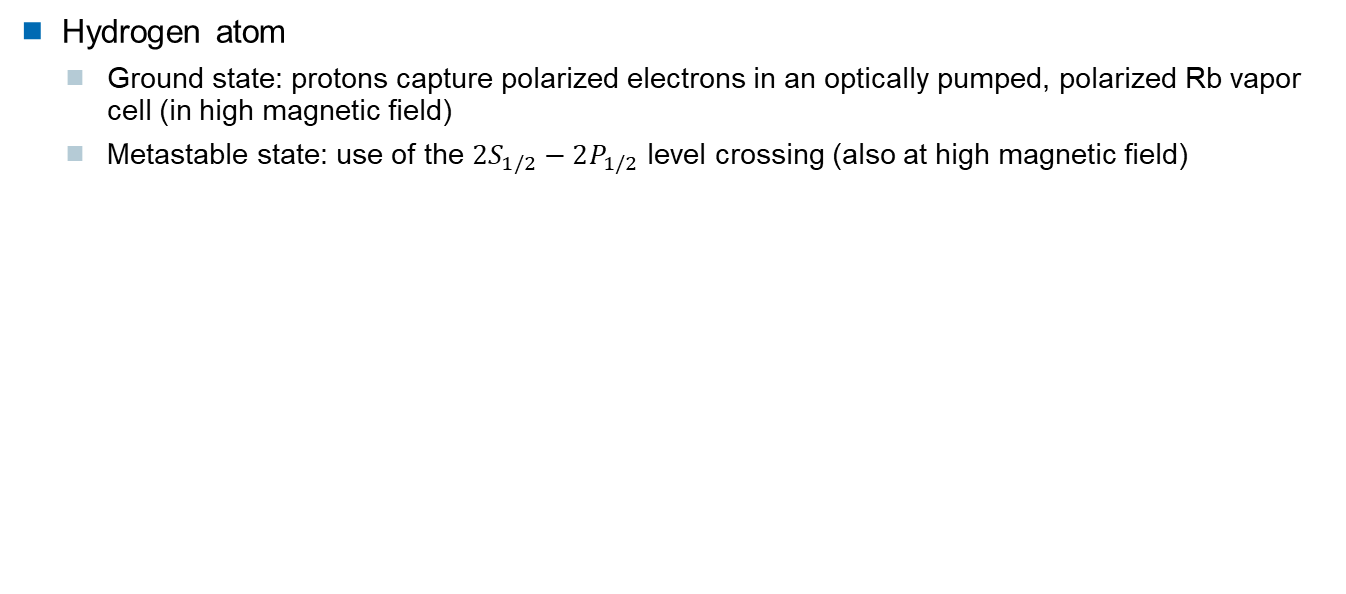 Hydrogen atom
Ground state: protons capture polarized electrons in an optically pumped, polarized Rb vapor
cell (in high magnetic field)
Metastable state: use of the 2S₁/₂ − 2P₁/₂ level crossing (also at high magnetic field)